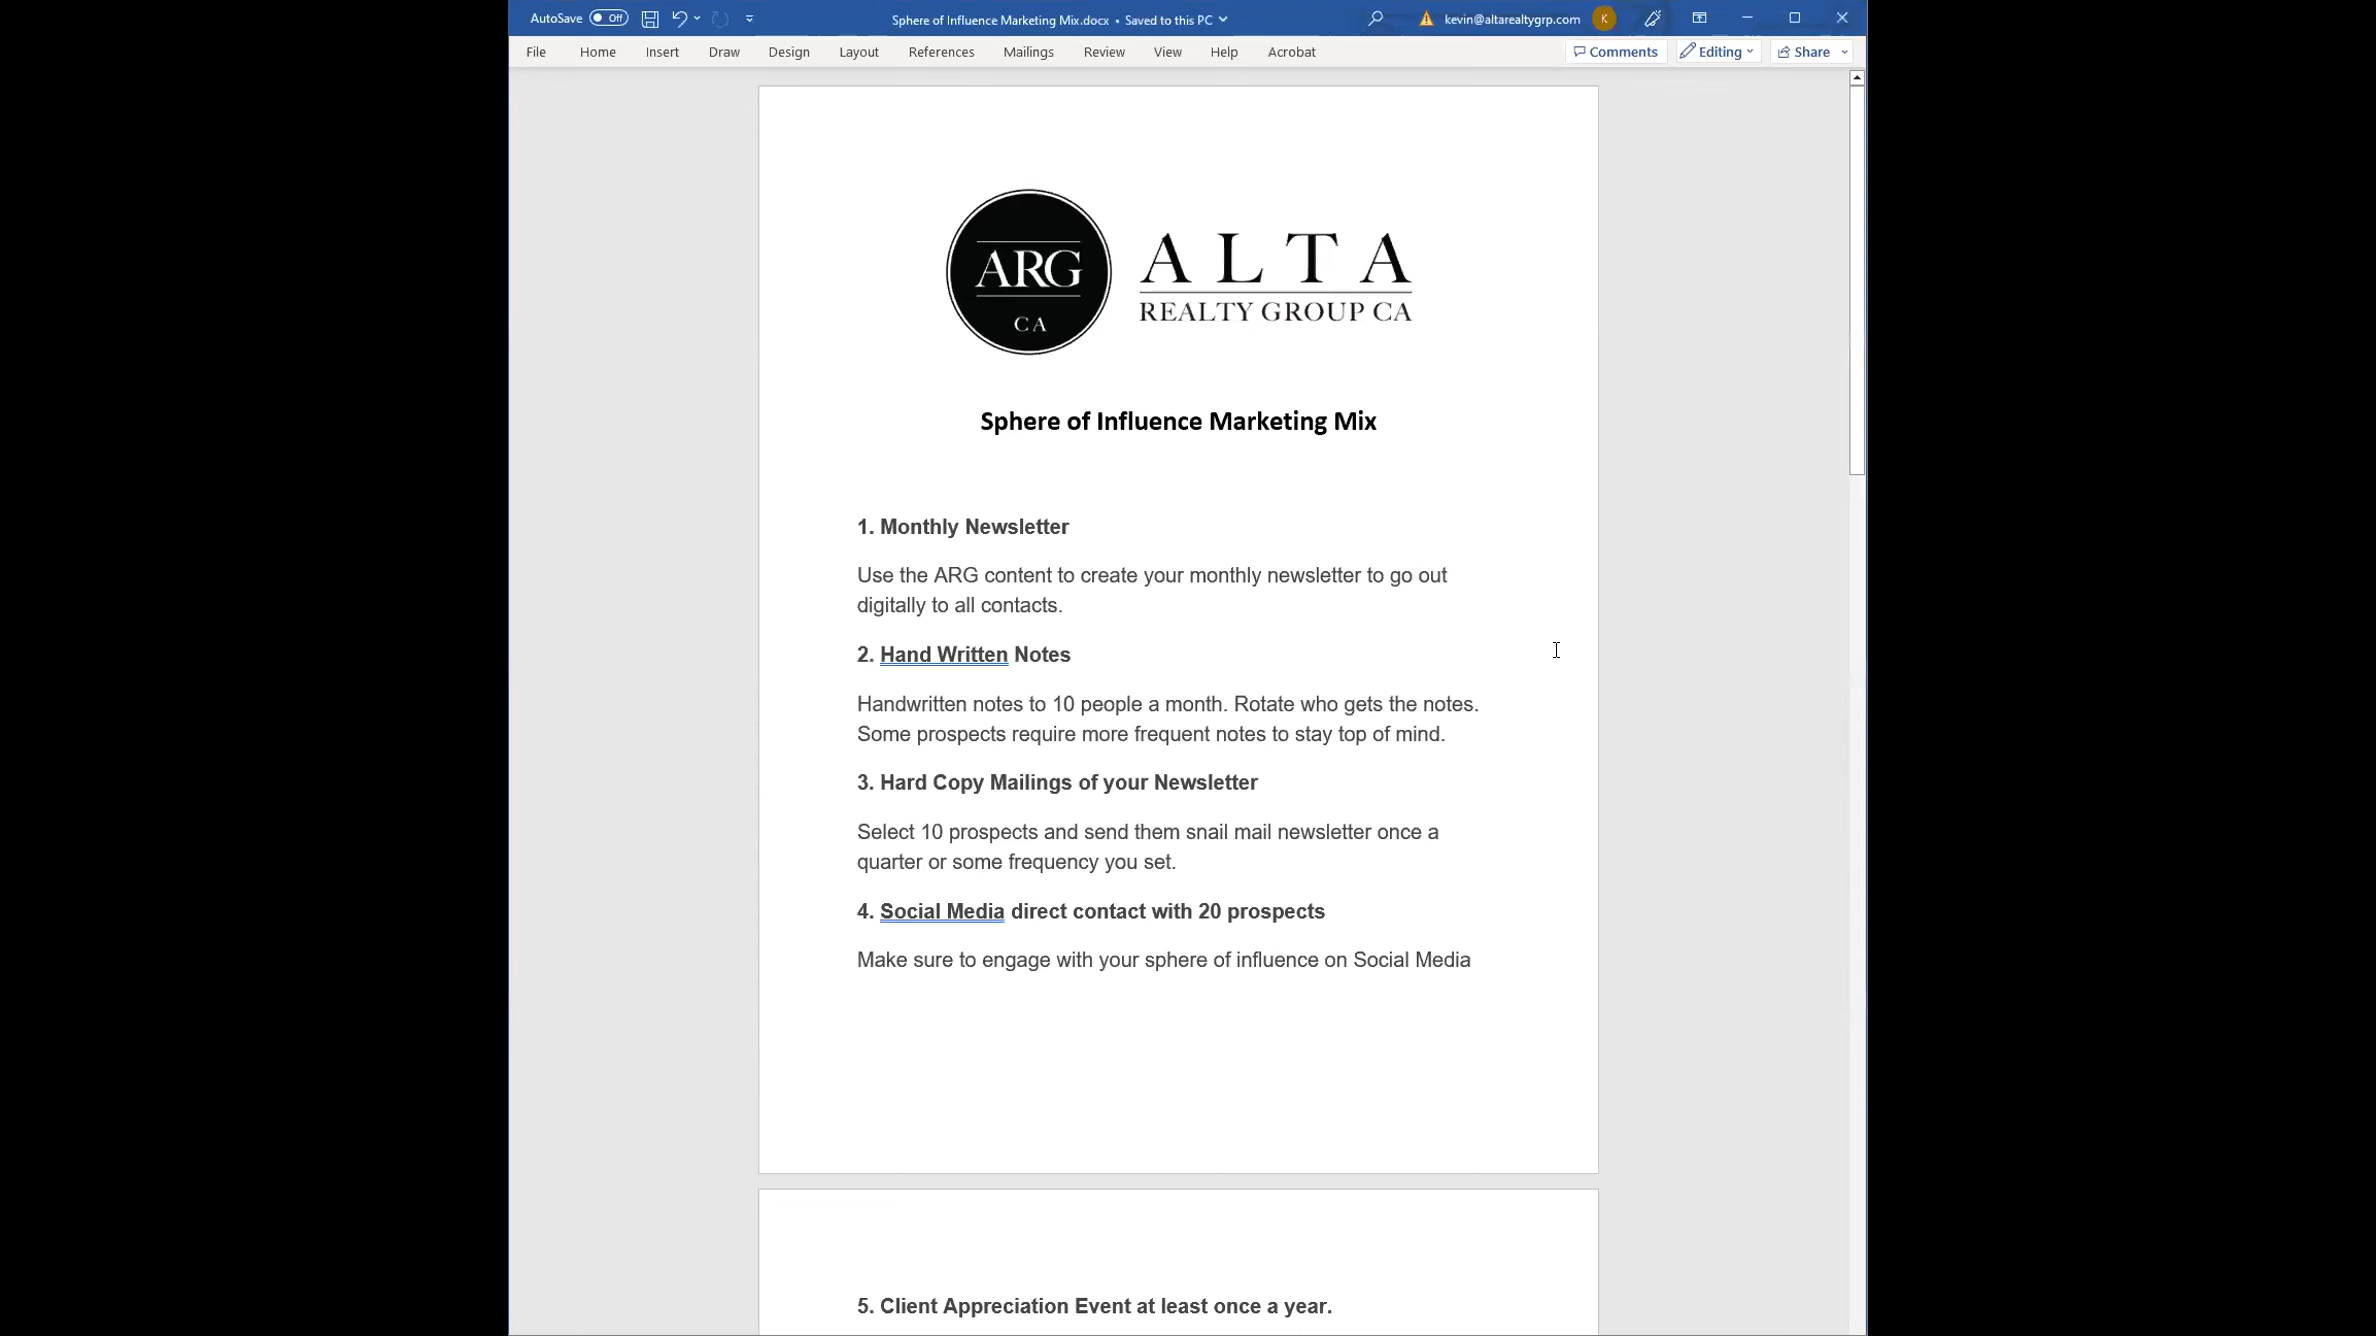 AutoSave Off Sphere of Influence Marketing Mix.docx • Saved to this PC kevin@altarealtygrp.com K
File Home Insert Draw Design Layout References Mailings Review View Help Acrobat Comments Editing Share
ARG
CA
ALTA
REALTY GROUP CA
Sphere of Influence Marketing Mix
1. Monthly Newsletter
Use the ARG content to create your monthly newsletter to go out
digitally to all contacts.
2. Hand Written Notes
Handwritten notes to 10 people a month. Rotate who gets the notes.
Some prospects require more frequent notes to stay top of mind.
3. Hard Copy Mailings of your Newsletter
Select 10 prospects and send them snail mail newsletter once a
quarter or some frequency you set.
4. Social Media direct contact with 20 prospects
Make sure to engage with your sphere of influence on Social Media
5. Client Appreciation Event at least once a year.